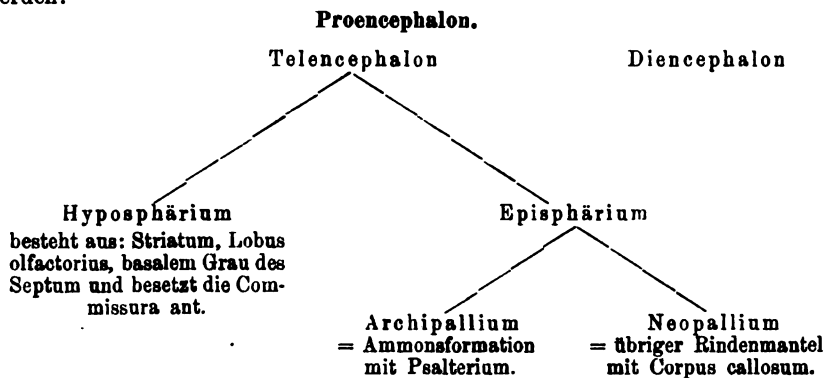 erden:
Proencephalon.
Telencephalon Diencephalon
Hyposphärium
besteht aus: Striatum, Lobus
olfactorius, basalem Grau des
Septum und besetzt die Com-
missura ant.
Episphärium
Archipallium
= Ammonsformation
mit Psalterium.
Neopallium
= übriger Rindenmantel
mit Corpus callosum.